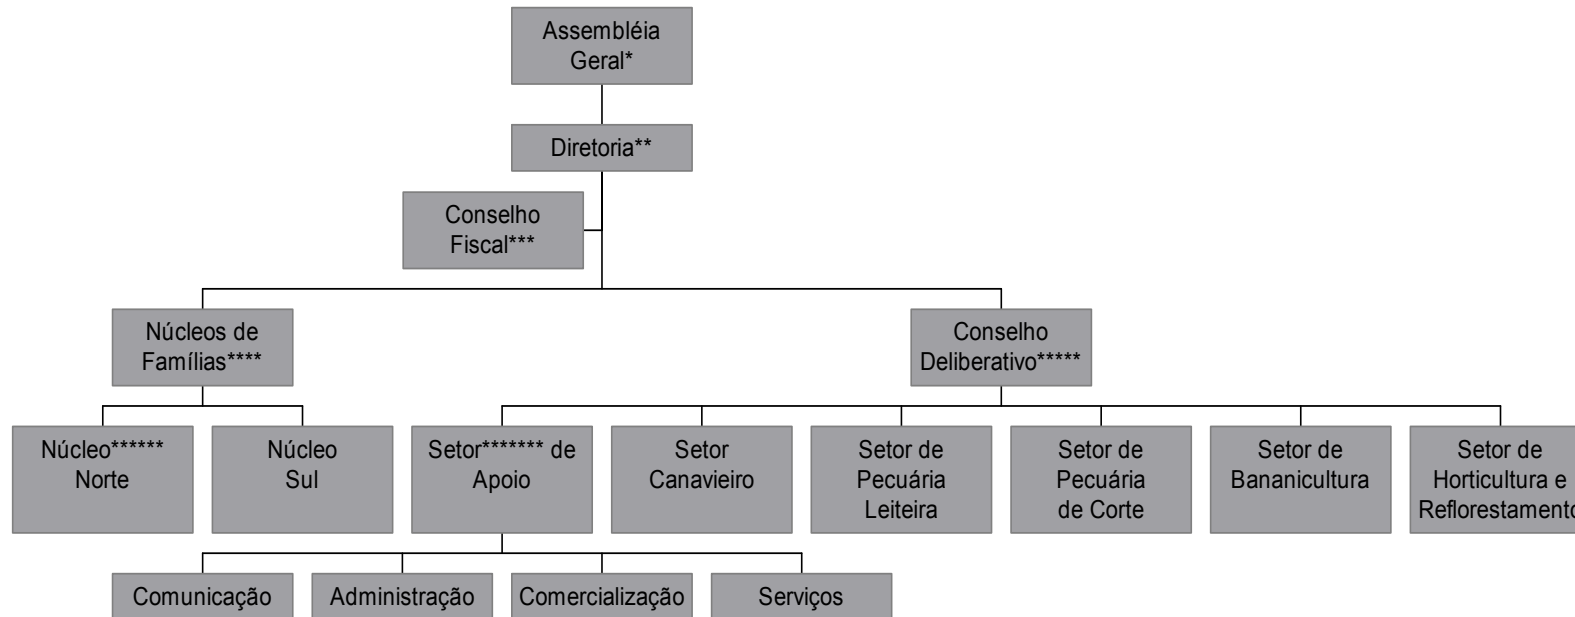 Assembléia
Geral*
Diretoria**
Conselho
Fiscal***
Núcleos de
Famílias****
Conselho
Deliberativo*****
Núcleo******
Norte
Núcleo
Sul
Setor******* de
Apoio
Setor
Canavieiro
Setor de
Pecuária
Leiteira
Setor de
Pecuária
de Corte
Setor de
Bananicultura
Setor de
Horticultura e
Reflorestamento
Comunicação
Administração
Comercialização
Serviços